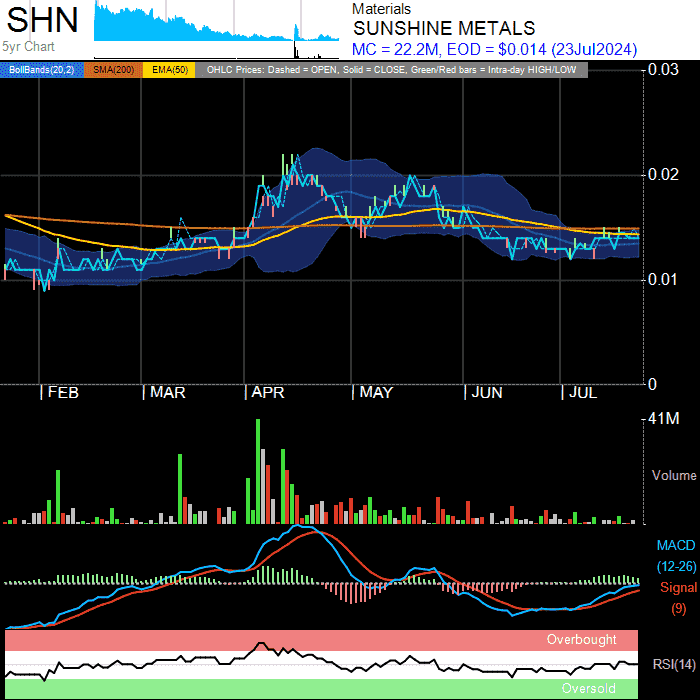 SHN
5yr Chart
Materials
SUNSHINE METALS
MC = 22.2M, EOD = $0.014 (23Jul2024)
BollBands(20,2) SMA(200) EMA(50) OHLC Prices: Dashed = OPEN, Solid = CLOSE, Green/Red bars = Intra-day HIGH/LOW
0.03
0.02
0.01
0
FEB MAR APR MAY JUN JUL
41M
Volume
MACD
(12-26)
Signal
(9)
Overbought
RSI(14)
Oversold